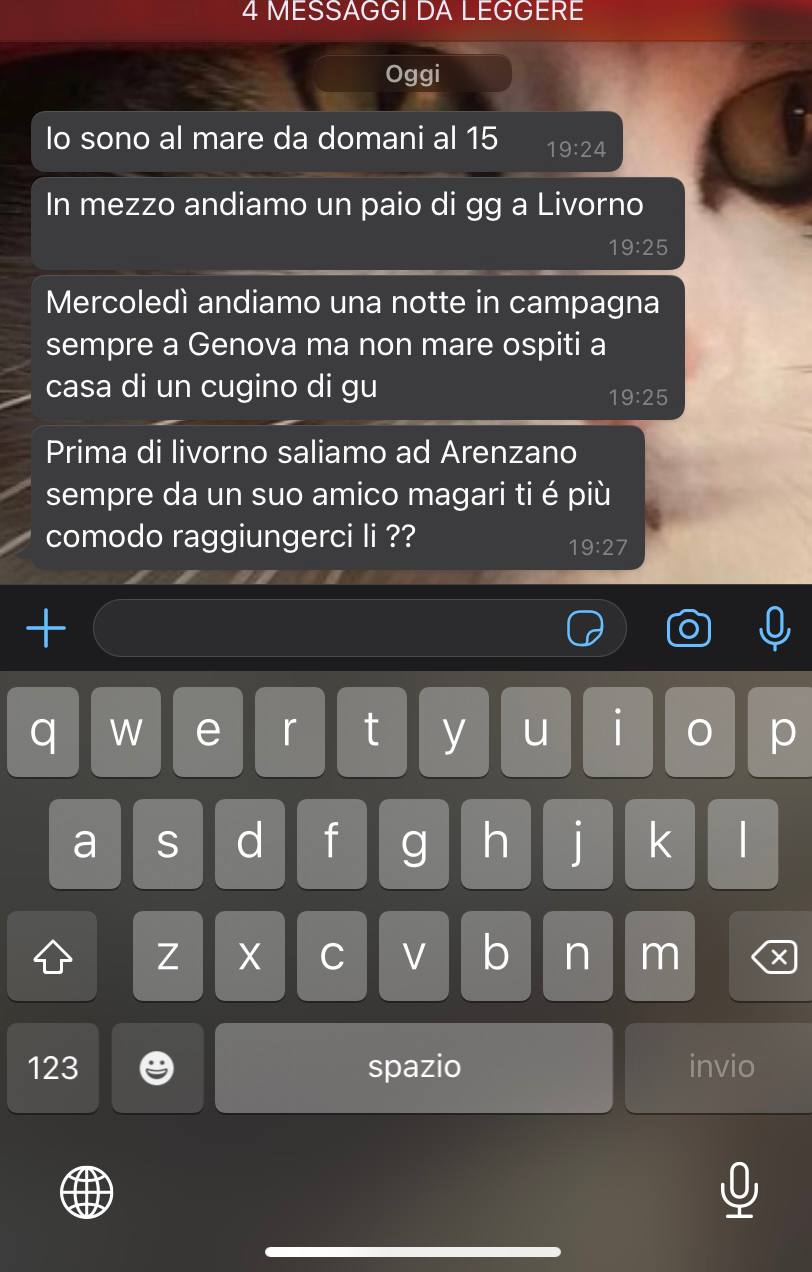 4 MESSAGGI DA LEGGERE
Oggi
Io sono al mare da domani al 15
19:24
In mezzo andiamo un paio di gg a Livorno
19:25
Mercoledì andiamo una notte in campagna
sempre a Genova ma non mare ospiti a
casa di un cugino di gu
19:25
Prima di livorno saliamo ad Arenzano
sempre da un suo amico magari ti é più
comodo raggiungerci li ??
19:27
q w e r t y u i o p
a s d f g h j k l
z x c v b n m
123 spazio invio